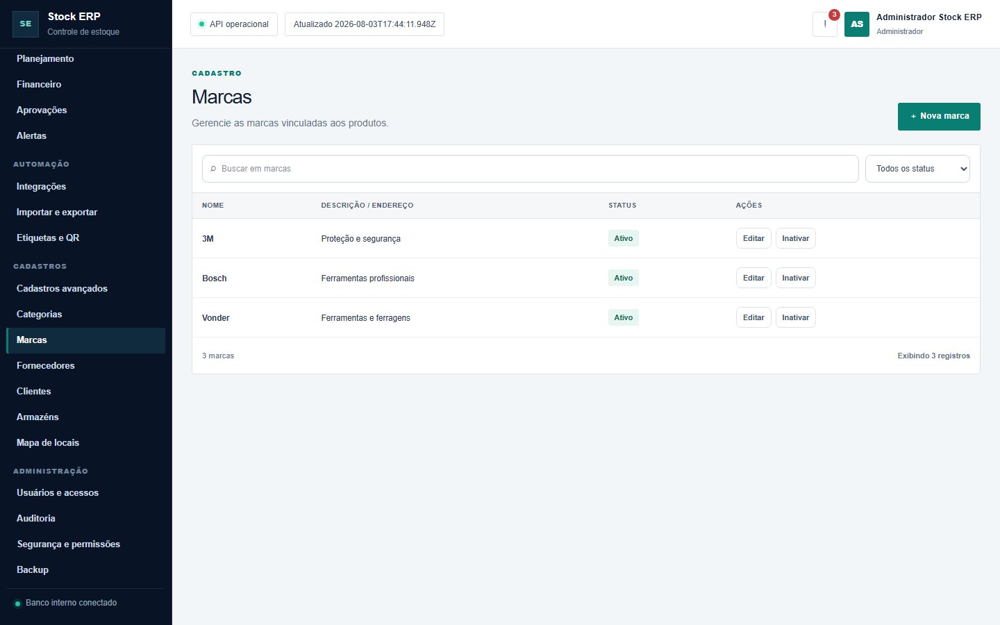 SE
Stock ERP
Controle de estoque
Planejamento
Financeiro
Aprovações
Alertas
AUTOMAÇÃO
Integrações
Importar e exportar
Etiquetas e QR
CADASTROS
Cadastros avançados
Categorias
Marcas
Fornecedores
Clientes
Armazéns
Mapa de locais
ADMINISTRAÇÃO
Usuários e acessos
Auditoria
Segurança e permissões
Backup
Banco interno conectado
API operacional
Atualizado 2026-08-03T17:44:11.948Z
!
3
AS
Administrador Stock ERP
Administrador
CADASTRO
Marcas
Gerencie as marcas vinculadas aos produtos.
+ Nova marca
Buscar em marcas
Todos os status
NOME DESCRIÇÃO / ENDEREÇO STATUS AÇÕES
3M Proteção e segurança Ativo Editar Inativar
Bosch Ferramentas profissionais Ativo Editar Inativar
Vonder Ferramentas e ferragens Ativo Editar Inativar
3 marcas
Exibindo 3 registros